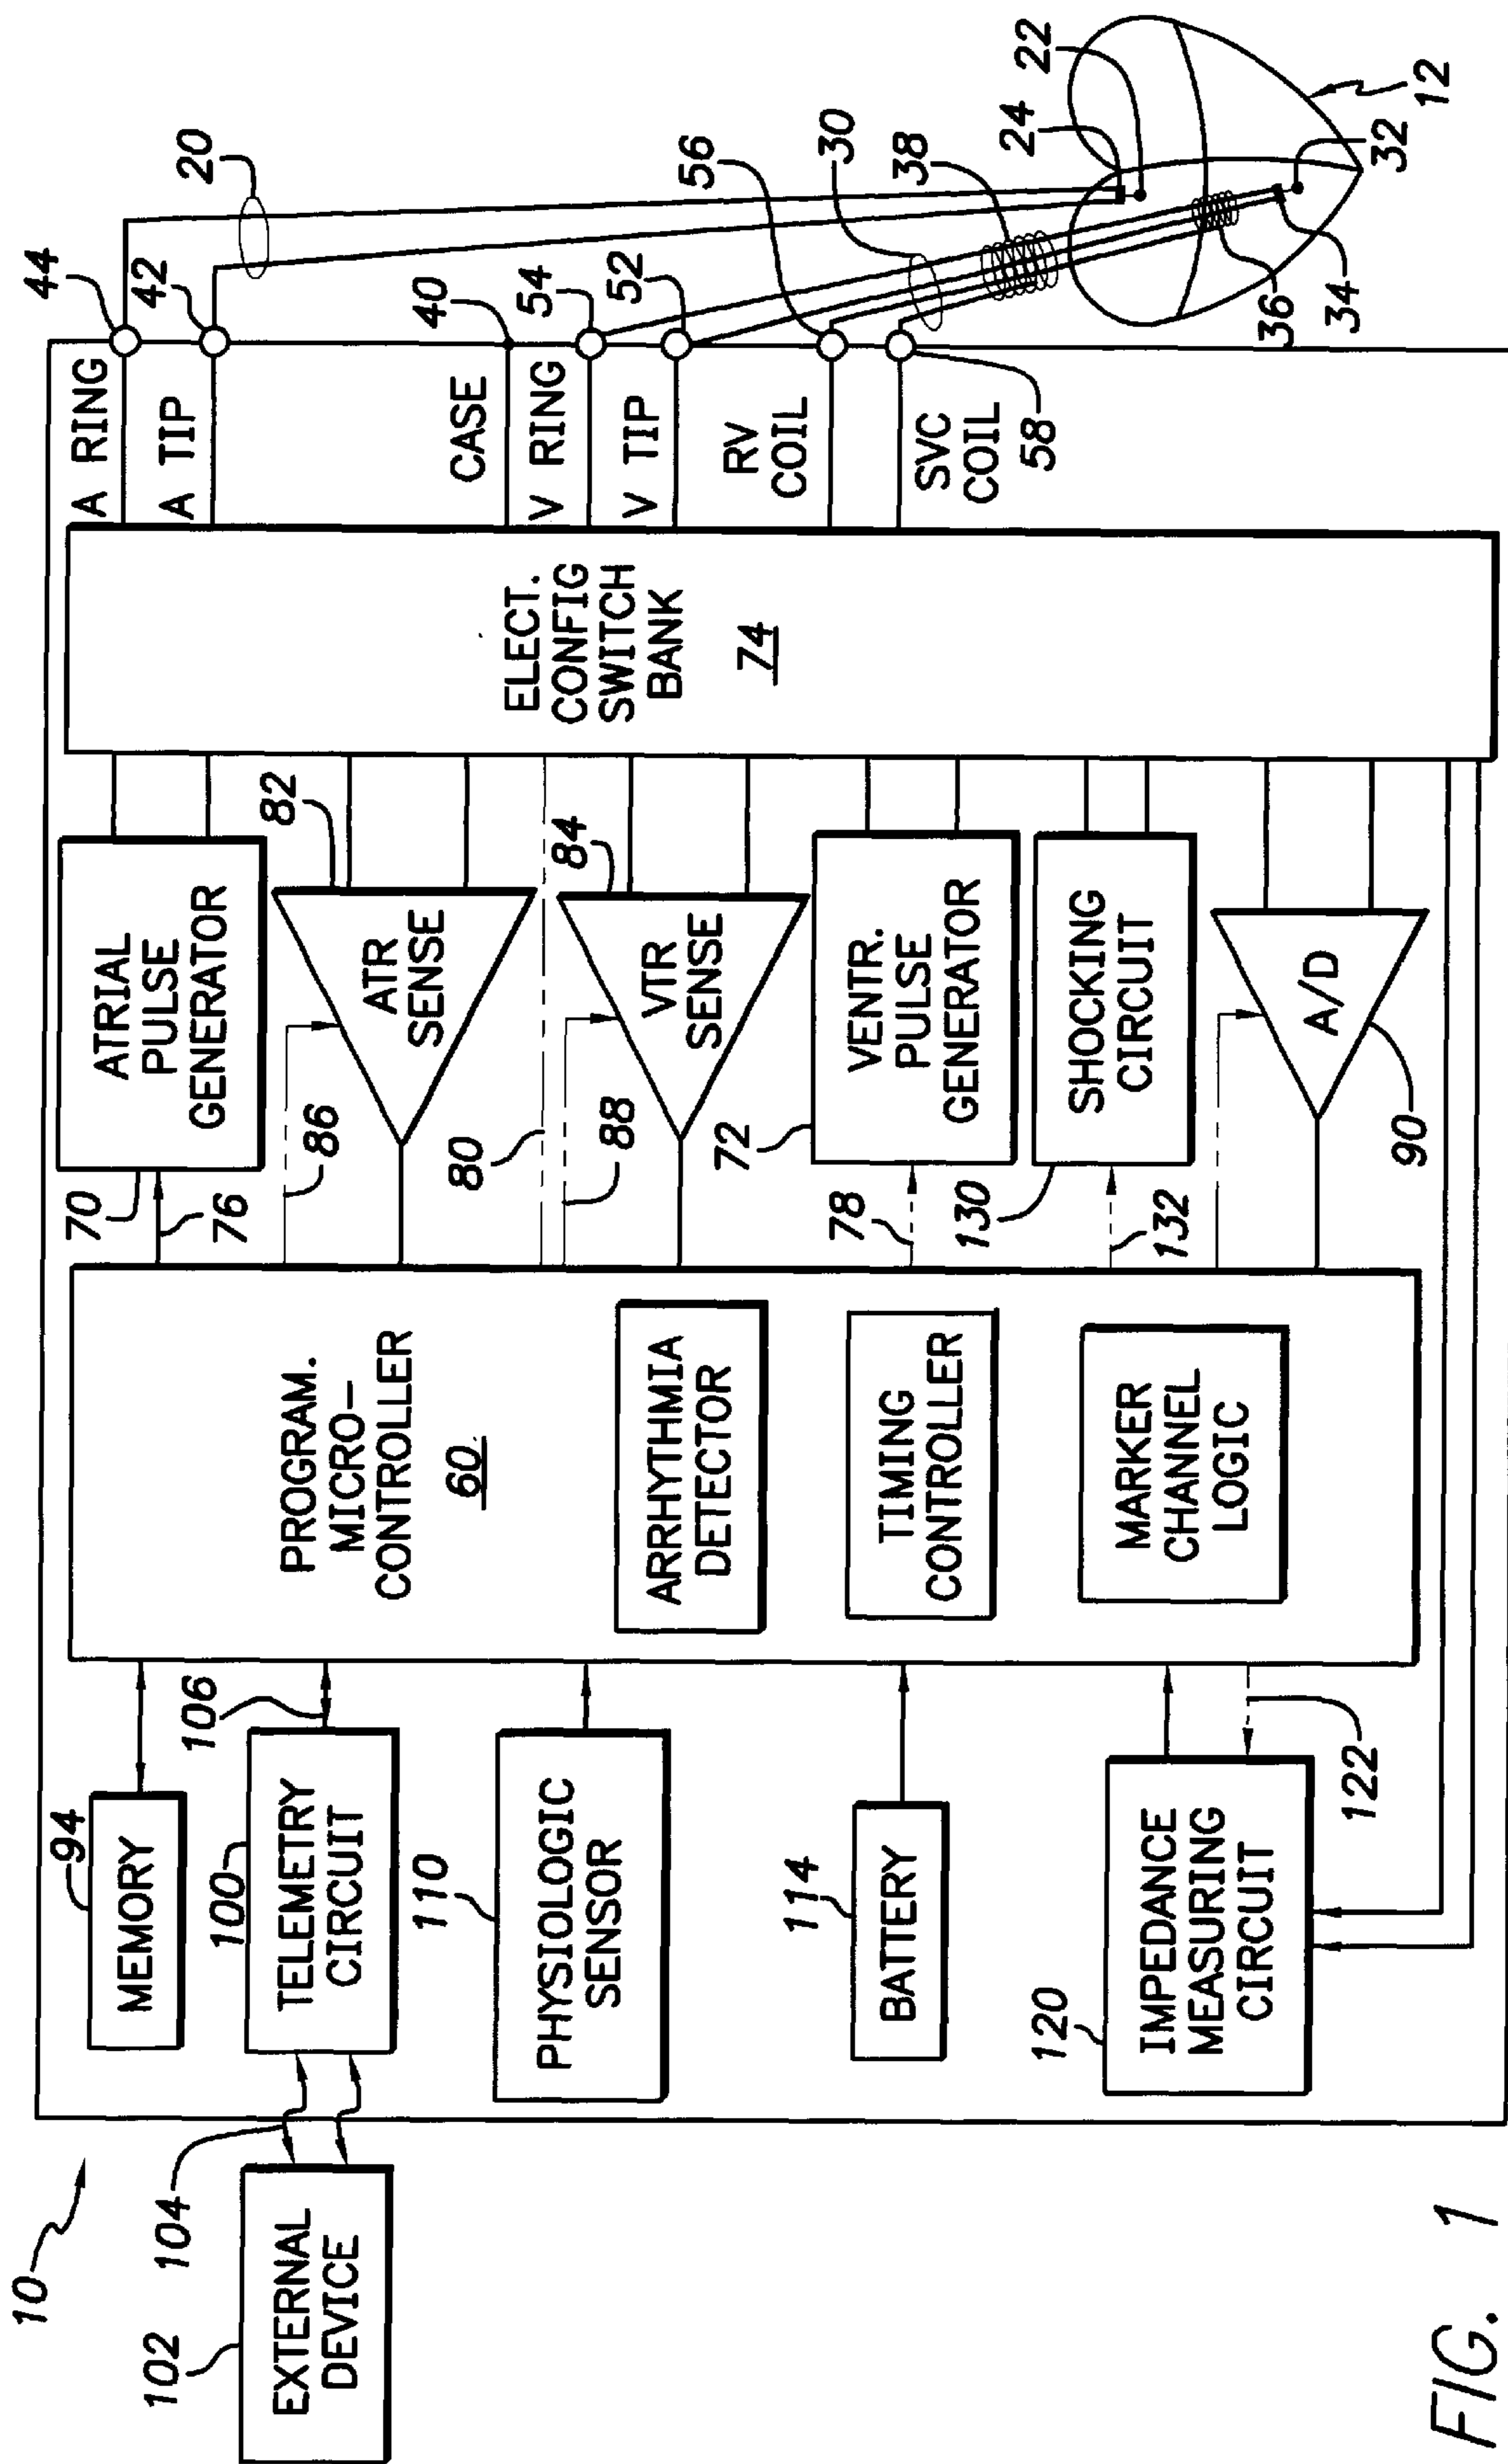 10
102
EXTERNAL
DEVICE
104
94
MEMORY
100
TELEMETRY
CIRCUIT
106
110
PHYSIOLOGIC
SENSOR
114
BATTERY
120
IMPEDANCE
MEASURING
CIRCUIT
122
PROGRAM.
MICRO-
CONTROLLER
60
ARRHYTHMIA
DETECTOR
TIMING
CONTROLLER
MARKER
CHANNEL
LOGIC
70
76
ATRIAL
PULSE
GENERATOR
86
ATR
SENSE
82
80
88
VTR
SENSE
84
72
78
VENTR.
PULSE
GENERATOR
130
132
SHOCKING
CIRCUIT
A/D
90
ELECT.
CONFIG
SWITCH
BANK
74
A RING
44
A TIP
42
CASE
40
V RING
54
V TIP
52
RV
COIL
56
SVC
COIL
58
20
30
38
24
22
12
32
34
36
FIG. 1